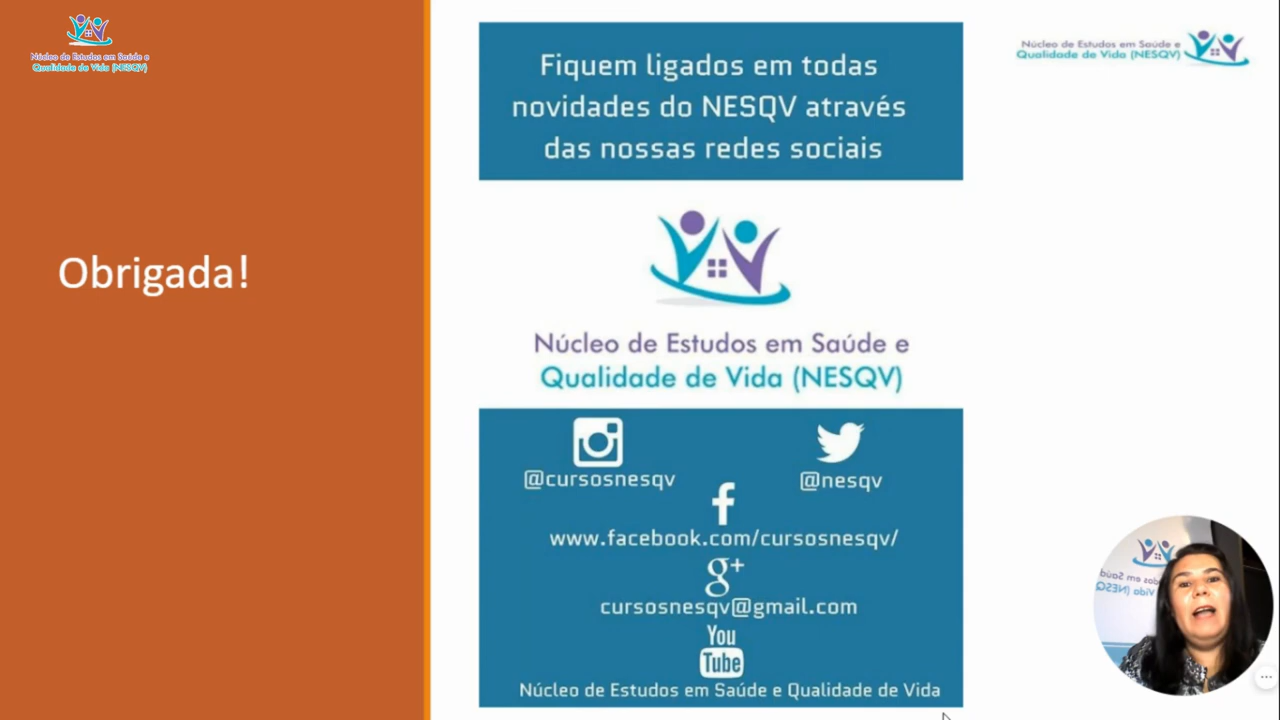 Núcleo de Estudos em Saúde e
Qualidade de Vida (NESQV)
Obrigada!
Fiquem ligados em todas
novidades do NESQV através
das nossas redes sociais
Núcleo de Estudos em Saúde e
Qualidade de Vida (NESQV)
@cursosnesqv
@nesqv
www.facebook.com/cursosnesqv/
g+
cursosnesqv@gmail.com
You
Tube
Núcleo de Estudos em Saúde e Qualidade de Vida
Núcleo de Estudos em Saúde e
Qualidade de Vida (NESQV)